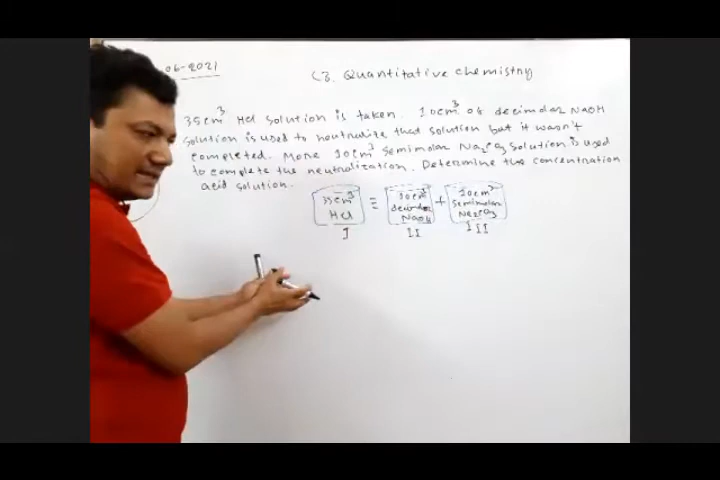 06-2021
C3. Quantitative chemistry
35cm³ Hcl solution is taken. 10cm³ of decimolar NaOH
solution is used to neutralize that solution but it wasn't
completed. More 10cm³ semimolar Na₂CO₃ solution is used
to complete the neutralization. Determine the concentration
acid solution.
35cm³ ≡ 10cm³ + 10cm³
HCl decimolar semimolar
NaOH Na₂CO₃
I II III